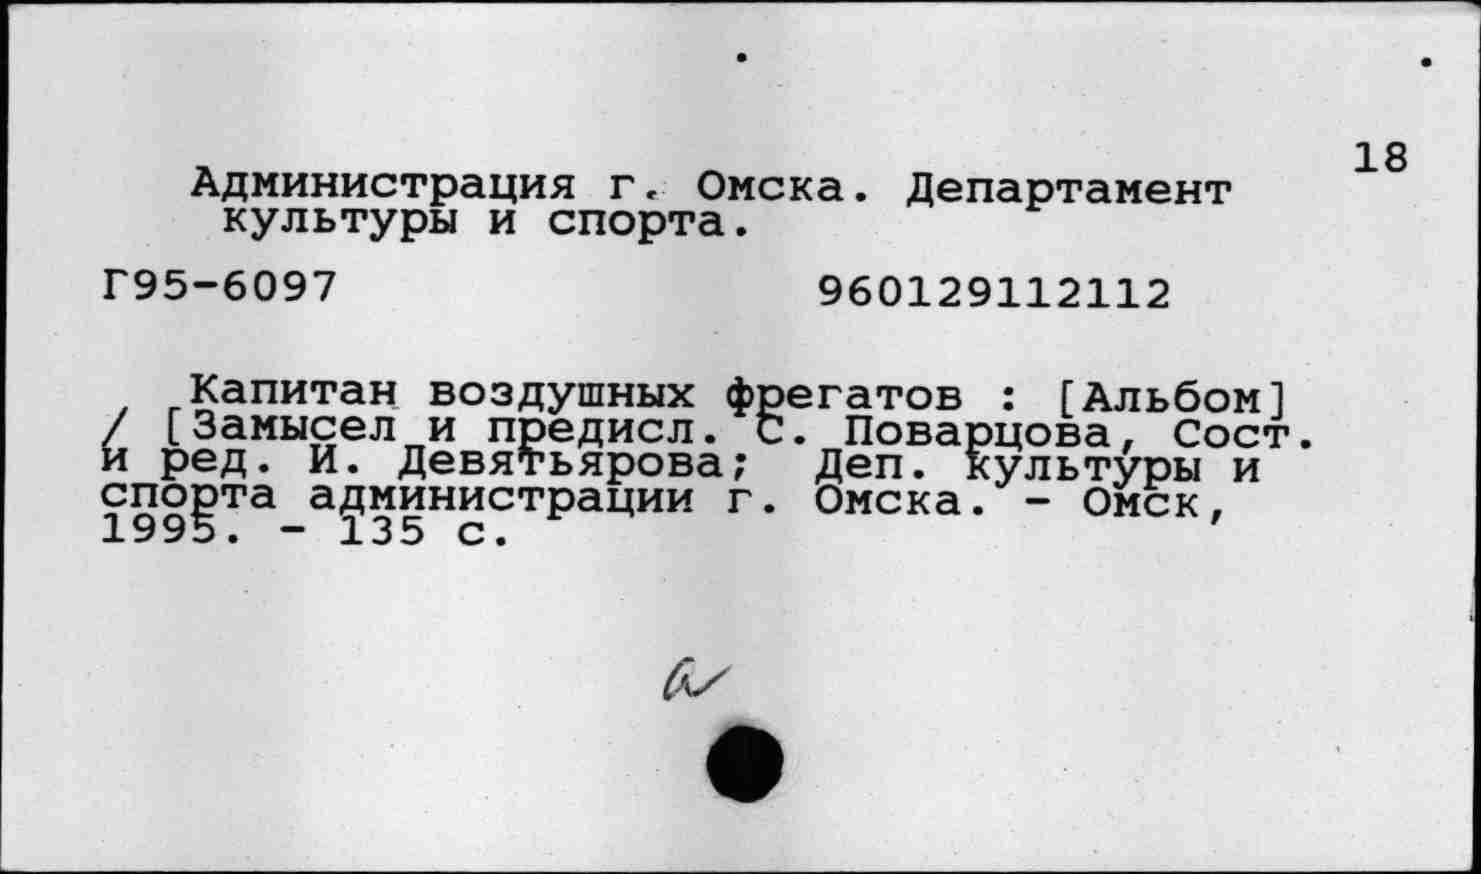 18
Администрация г. Омска. Департамент
культуры и спорта.
Г95-6097 960129112112
Капитан воздушных фрегатов : [Альбом]
/ [Замысел и предисл. С. Поварцова, Сост.
и ред. И. Девятьярова; Деп. культуры и
спорта администрации г. Омска. - Омск,
1995. - 135 с.